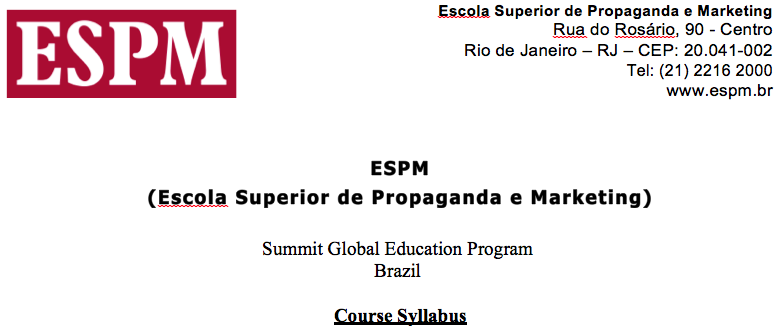 ESPM
Escola Superior de Propaganda e Marketing
Rua do Rosário, 90 - Centro
Rio de Janeiro – RJ – CEP: 20.041-002
Tel: (21) 2216 2000
www.espm.br
ESPM
(Escola Superior de Propaganda e Marketing)
Summit Global Education Program
Brazil
Course Syllabus